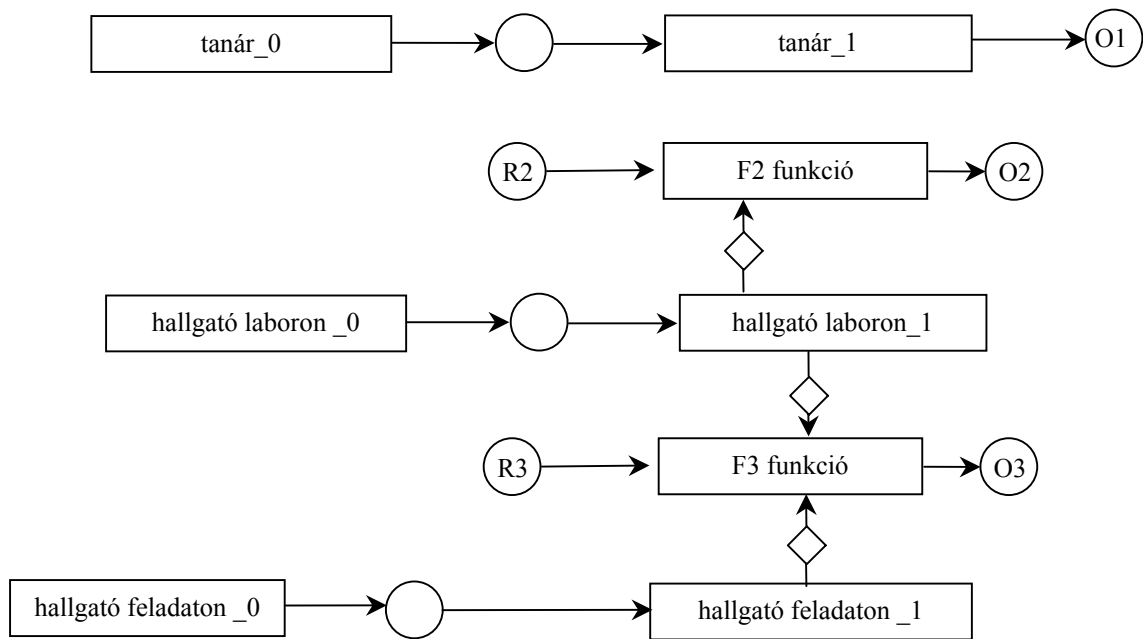 tanár_0
tanár_1
O1
R2
F2 funkció
O2
hallgató laboron _0
hallgató laboron_1
R3
F3 funkció
O3
hallgató feladaton _0
hallgató feladaton _1